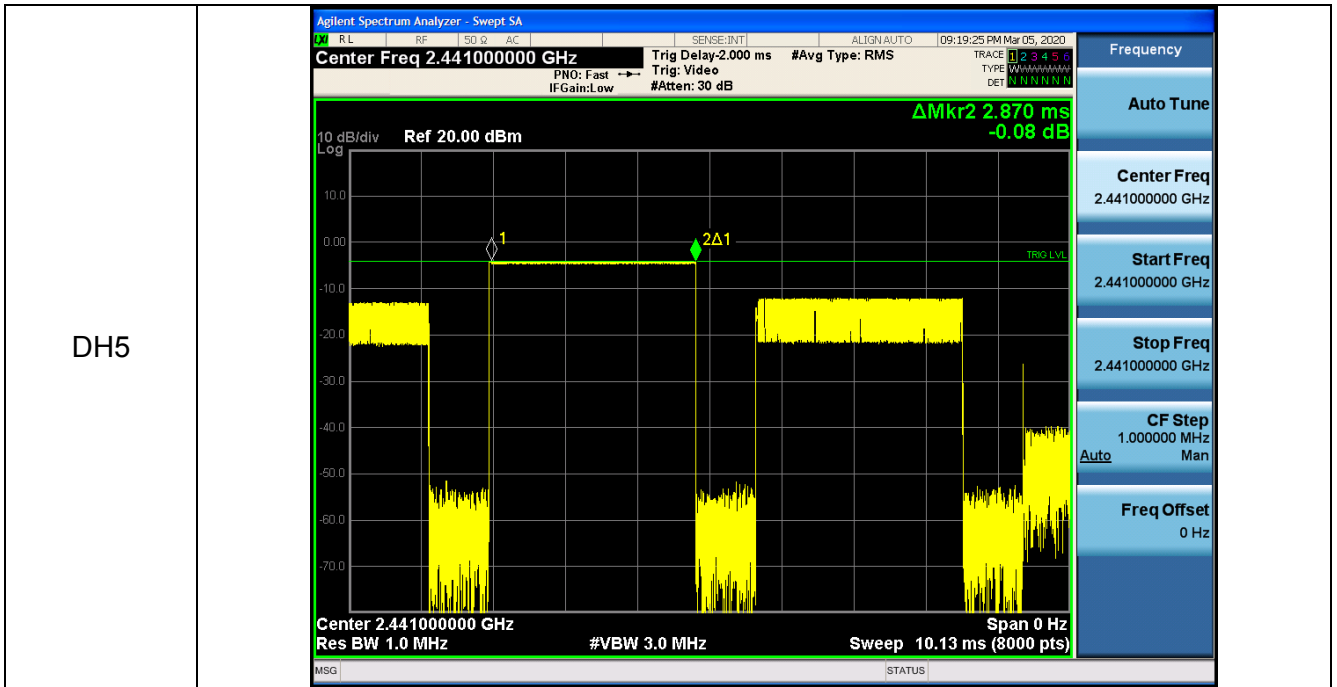 DH5
Agilent Spectrum Analyzer - Swept SA
LXI RL RF 50 Ω AC SENSE:INT ALIGN AUTO 09:19:25 PM Mar 05, 2020
Center Freq 2.441000000 GHz
PNO: Fast
IFGain:Low
Trig Delay-2.000 ms
Trig: Video
#Atten: 30 dB
#Avg Type: RMS
TRACE 1 2 3 4 5 6
TYPE WWWWWW
DET N N N N N N
ΔMkr2 2.870 ms
-0.08 dB
10 dB/div
Log
Ref 20.00 dBm
10.0
0.00
-10.0
-20.0
-30.0
-40.0
-50.0
-60.0
-70.0
1
2Δ1
TRIG LVL
Center 2.441000000 GHz
Span 0 Hz
Res BW 1.0 MHz
#VBW 3.0 MHz
Sweep 10.13 ms (8000 pts)
MSG
STATUS
Frequency
Auto Tune
Center Freq
2.441000000 GHz
Start Freq
2.441000000 GHz
Stop Freq
2.441000000 GHz
CF Step
1.000000 MHz
Auto Man
Freq Offset
0 Hz